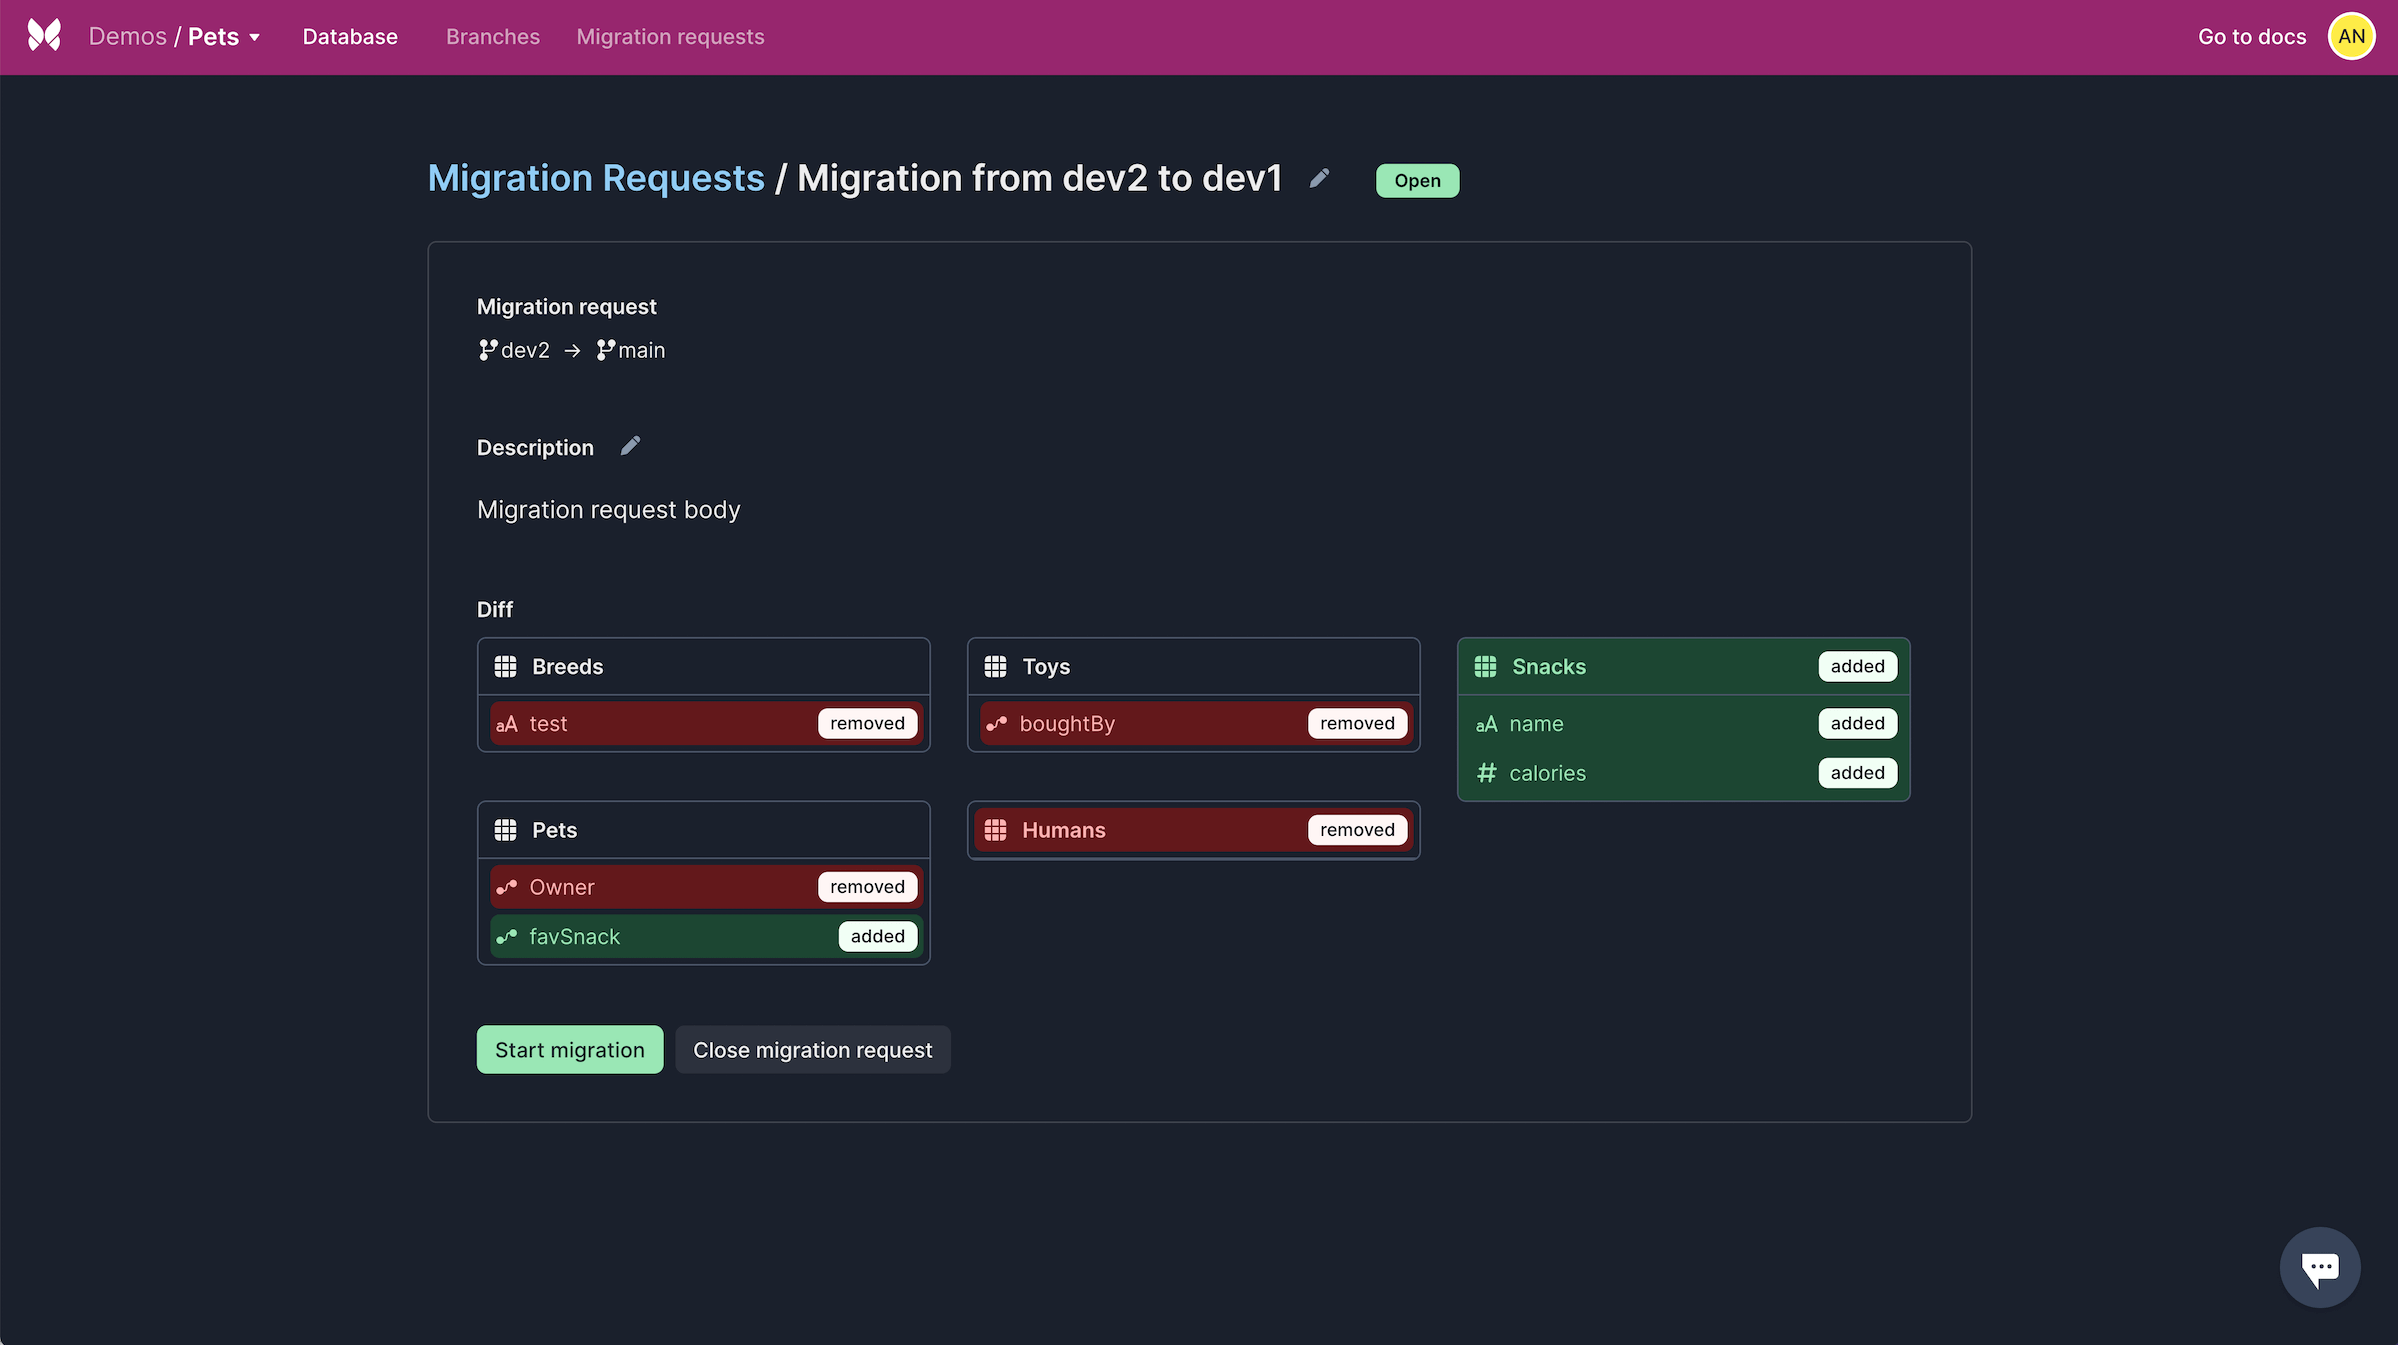 Demos / Pets Database Branches Migration requests Go to docs AN
Migration Requests / Migration from dev2 to dev1 Open
Migration request
dev2 → main
Description
Migration request body
Diff
Breeds
aA test removed
Toys
boughtBy removed
Snacks added
aA name added
# calories added
Pets
Owner removed
favSnack added
Humans removed
Start migration Close migration request